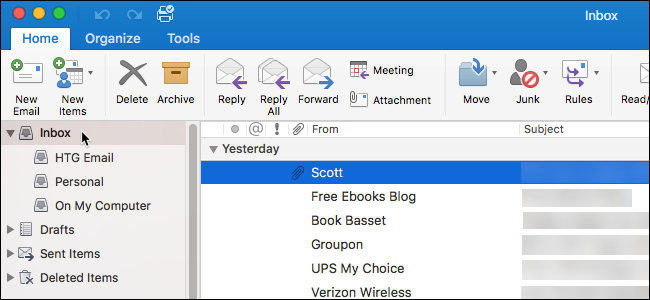 Inbox
Home Organize Tools
New Email
New Items
Delete
Archive
Reply
Reply All
Forward
Meeting
Attachment
Move
Junk
Rules
Read/
Inbox
HTG Email
Personal
On My Computer
Drafts
Sent Items
Deleted Items
@ ! From Subject
Yesterday
Scott
Free Ebooks Blog
Book Basset
Groupon
UPS My Choice
Verizon Wireless